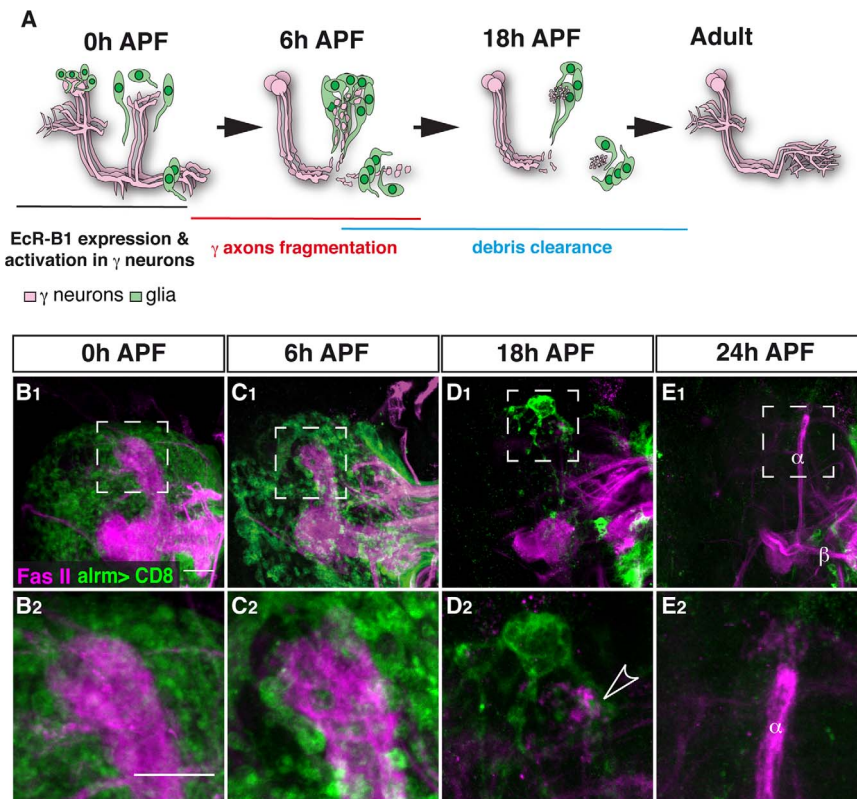 A
0h APF
6h APF
18h APF
Adult
EcR-B1 expression &
activation in γ neurons
γ axons fragmentation
debris clearance
γ neurons
glia
0h APF
6h APF
18h APF
24h APF
B1
C1
D1
E1
α
β
Fas II alrm> CD8
B2
C2
D2
E2
α